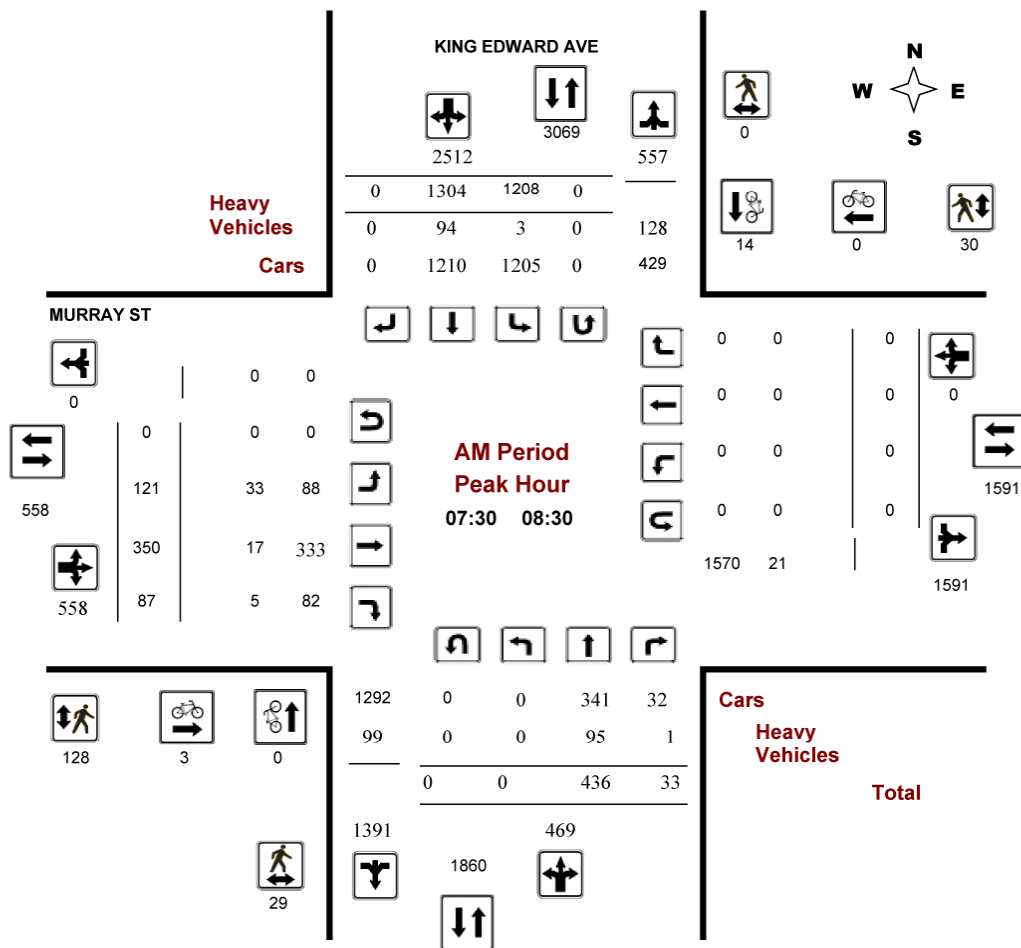 KING EDWARD AVE
N
W E
S
3069
0
2512 557
0 1304 1208 0
Heavy
Vehicles
0 94 3 0 128
14 0 30
Cars
0 1210 1205 0 429
MURRAY ST
0 0 0
0 0 0
0 0 0
0
0 0 0
0 0 0
AM Period
Peak Hour
07:30 08:30
121 33 88
558
0 0 0
1591
350 17 333
1570 21
558
87 5 82
1591
1292 0 0 341 32
Cars
99 0 0 95 1
Heavy
Vehicles
128 3 0
0 0 436 33
Total
1391 469
1860
29